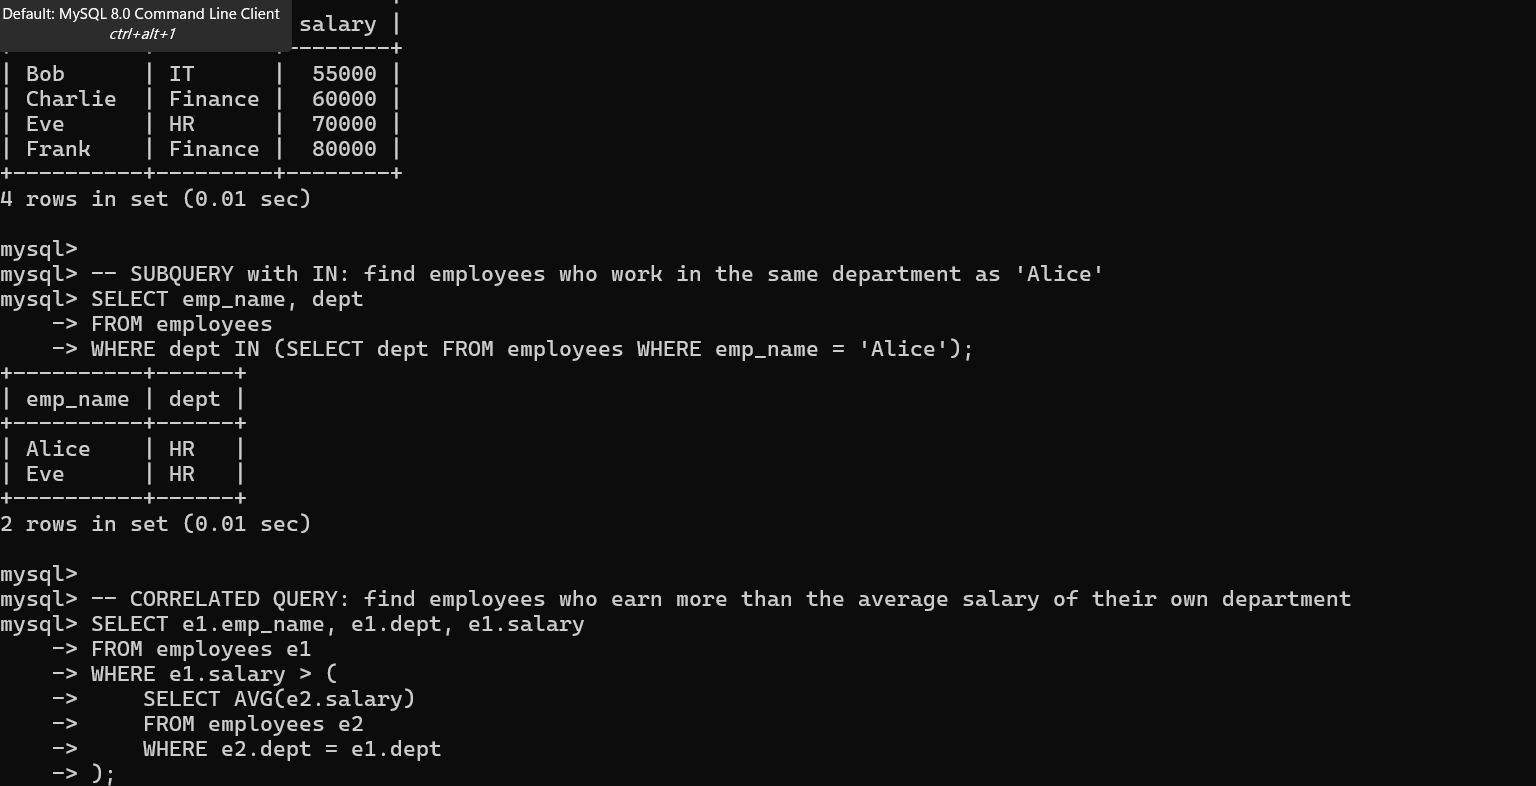 Default: MySQL 8.0 Command Line Client
ctrl+alt+1
salary |
--------+
| Bob      | IT      |  55000 |
| Charlie  | Finance |  60000 |
| Eve      | HR      |  70000 |
| Frank    | Finance |  80000 |
+----------+---------+--------+
4 rows in set (0.01 sec)
mysql>
mysql> -- SUBQUERY with IN: find employees who work in the same department as 'Alice'
mysql> SELECT emp_name, dept
    -> FROM employees
    -> WHERE dept IN (SELECT dept FROM employees WHERE emp_name = 'Alice');
+----------+------+
| emp_name | dept |
+----------+------+
| Alice    | HR   |
| Eve      | HR   |
+----------+------+
2 rows in set (0.01 sec)
mysql>
mysql> -- CORRELATED QUERY: find employees who earn more than the average salary of their own department
mysql> SELECT e1.emp_name, e1.dept, e1.salary
    -> FROM employees e1
    -> WHERE e1.salary > (
    ->     SELECT AVG(e2.salary)
    ->     FROM employees e2
    ->     WHERE e2.dept = e1.dept
    -> );